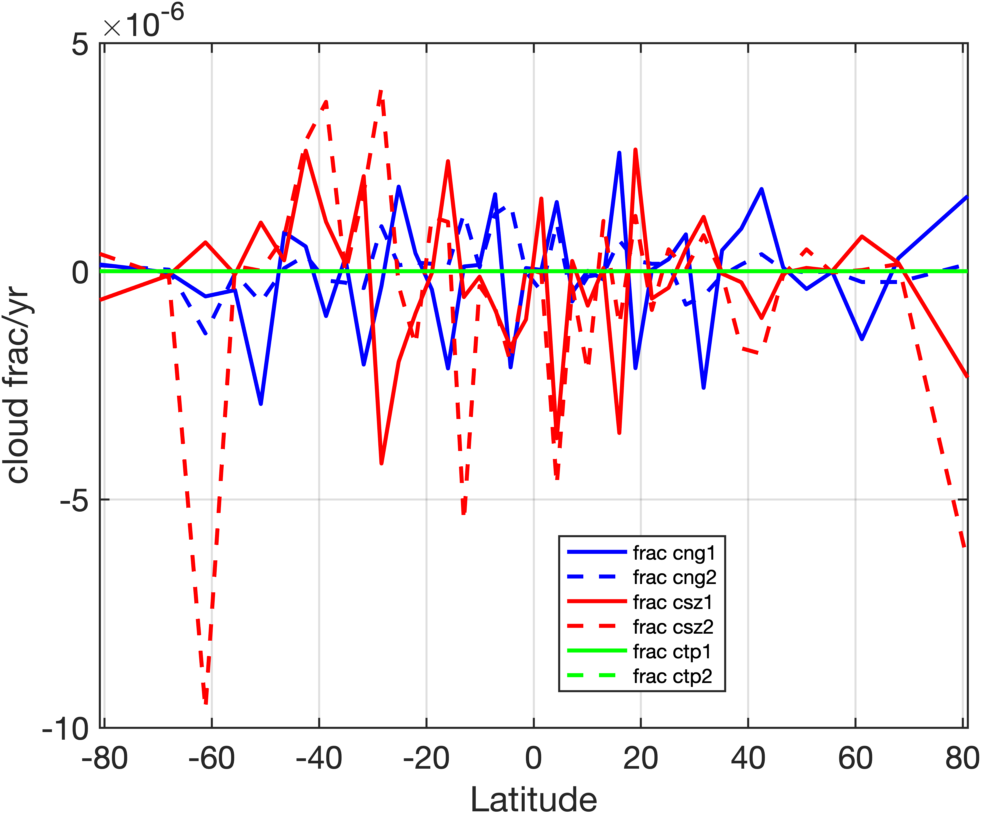 ×10-6
5
0
-5
-10
-80 -60 -40 -20 0 20 40 60 80
Latitude
cloud frac/yr
frac cng1
frac cng2
frac csz1
frac csz2
frac ctp1
frac ctp2